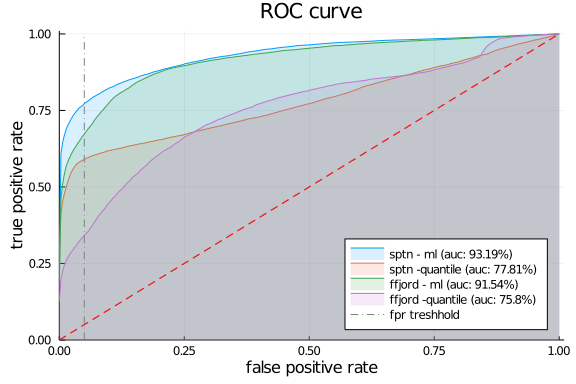 ROC curve
true positive rate
1.00
0.75
0.50
0.25
0.00
sptn - ml (auc: 93.19%)
sptn -quantile (auc: 77.81%)
ffjord - ml (auc: 91.54%)
ffjord -quantile (auc: 75.8%)
fpr treshhold
0.00 0.25 0.50 0.75 1.00
false positive rate